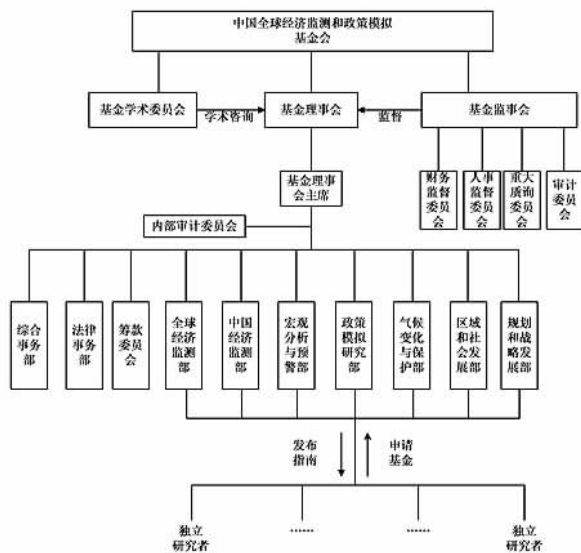 中国全球经济监测和政策模拟
基金会
基金学术委员会
学术咨询
基金理事会
监督
基金监事会
财务
监督
委员
会
人事
监督
委员
会
重大
质询
委员
会
审计
委员
会
基金理事
会主席
内部审计委员会
综合
事务
部
法律
事务
部
筹款
委员
会
全球
经济
监测
部
中国
经济
监测
部
宏观
分析
与预
警部
政策
模拟
研究
部
气候
变化
与保
护部
区域
和社
会发
展部
规划
和战
略发
展部
发布
指南
申请
基金
独立
研究者
······
······
独立
研究者